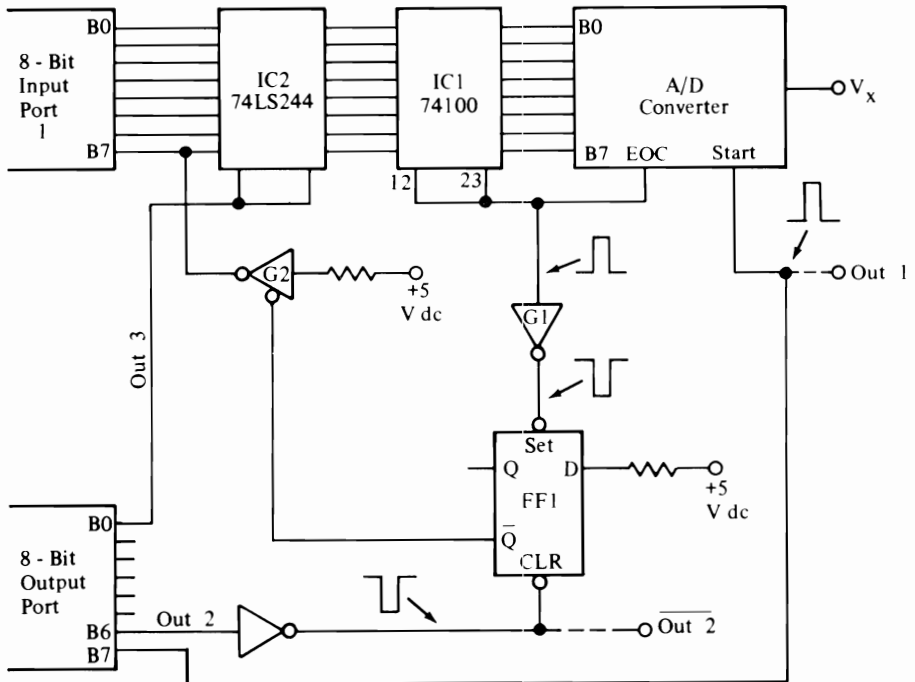 8 - Bit
Input
Port
1
B0
B7
IC2
74LS244
IC1
74100
12
23
B0
A/D
Converter
B7 EOC Start
V x
Out 1
G2
+5
V dc
G1
Out 3
Set
Q D
FF1
Q̅
CLR
+5
V dc
8 - Bit
Output
Port
B0
B6
B7
Out 2
O̅u̅t̅ ̅2̅